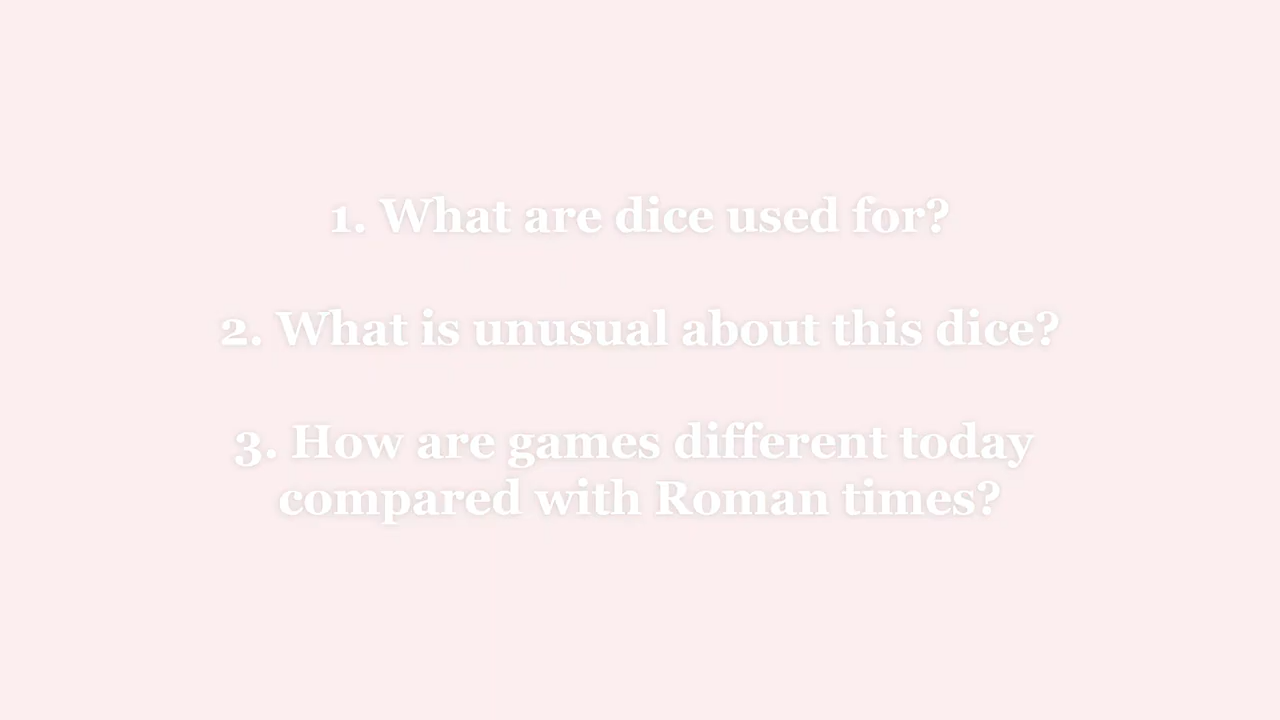 1. What are dice used for?
2. What is unusual about this dice?
3. How are games different today
compared with Roman times?